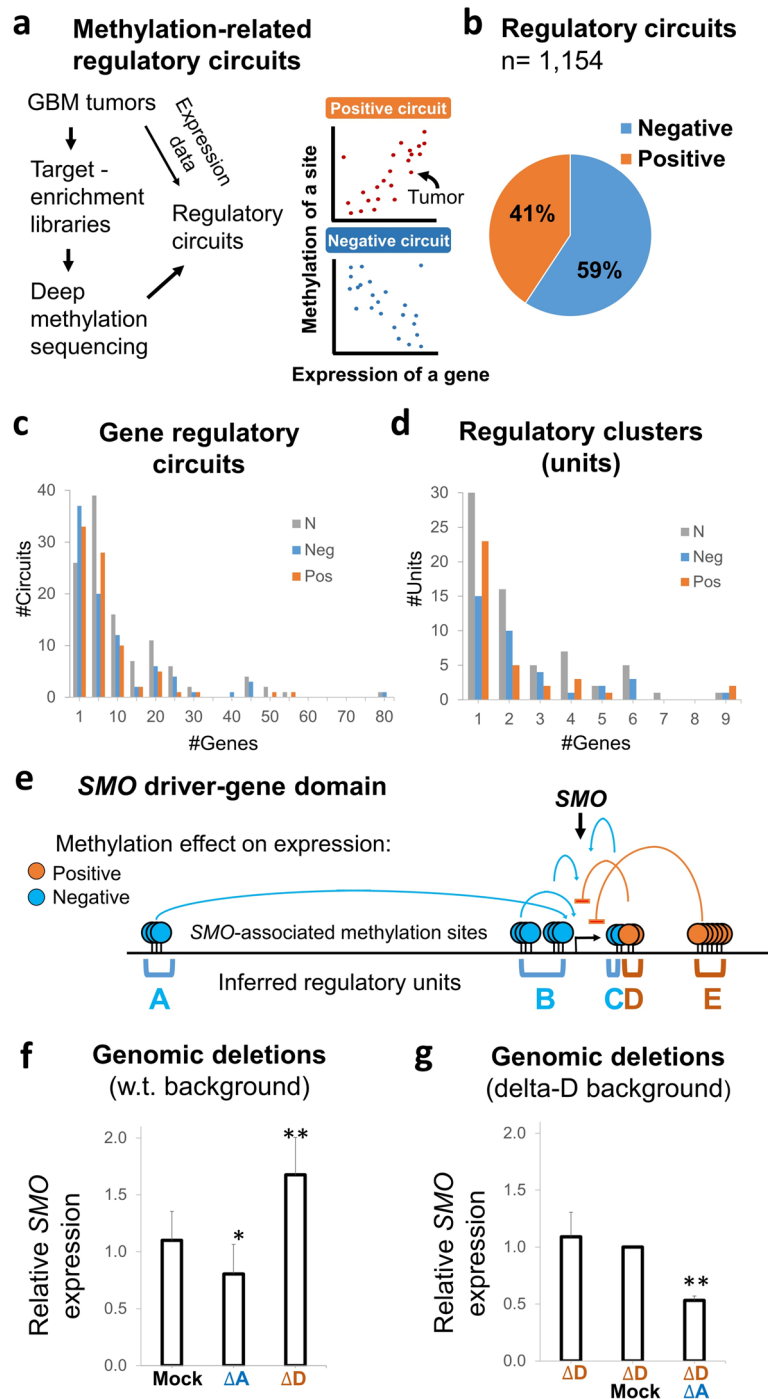 a
Methylation-related
regulatory circuits
GBM tumors
Expression
data
Target -
enrichment
libraries
Regulatory
circuits
Deep
methylation
sequencing
Positive circuit
Tumor
Negative circuit
Methylation of a site
Expression of a gene
b
Regulatory circuits
n= 1,154
Negative
Positive
41%
59%
c
Gene regulatory
circuits
#Circuits
40
30
20
10
0
N
Neg
Pos
1 10 20 30 40 50 60 70 80
#Genes
d
Regulatory clusters
(units)
#Units
30
25
20
15
10
5
0
N
Neg
Pos
1 2 3 4 5 6 7 8 9
#Genes
e
SMO driver-gene domain
SMO
Methylation effect on expression:
Positive
Negative
SMO-associated methylation sites
Inferred regulatory units
A B C D E
f
Genomic deletions
(w.t. background)
Relative SMO
expression
2.0
1.5
1.0
0.5
0.0
*
**
Mock ΔA ΔD
g
Genomic deletions
(delta-D background)
Relative SMO
expression
2.0
1.5
1.0
0.5
0.0
**
ΔD ΔD ΔD
Mock ΔA